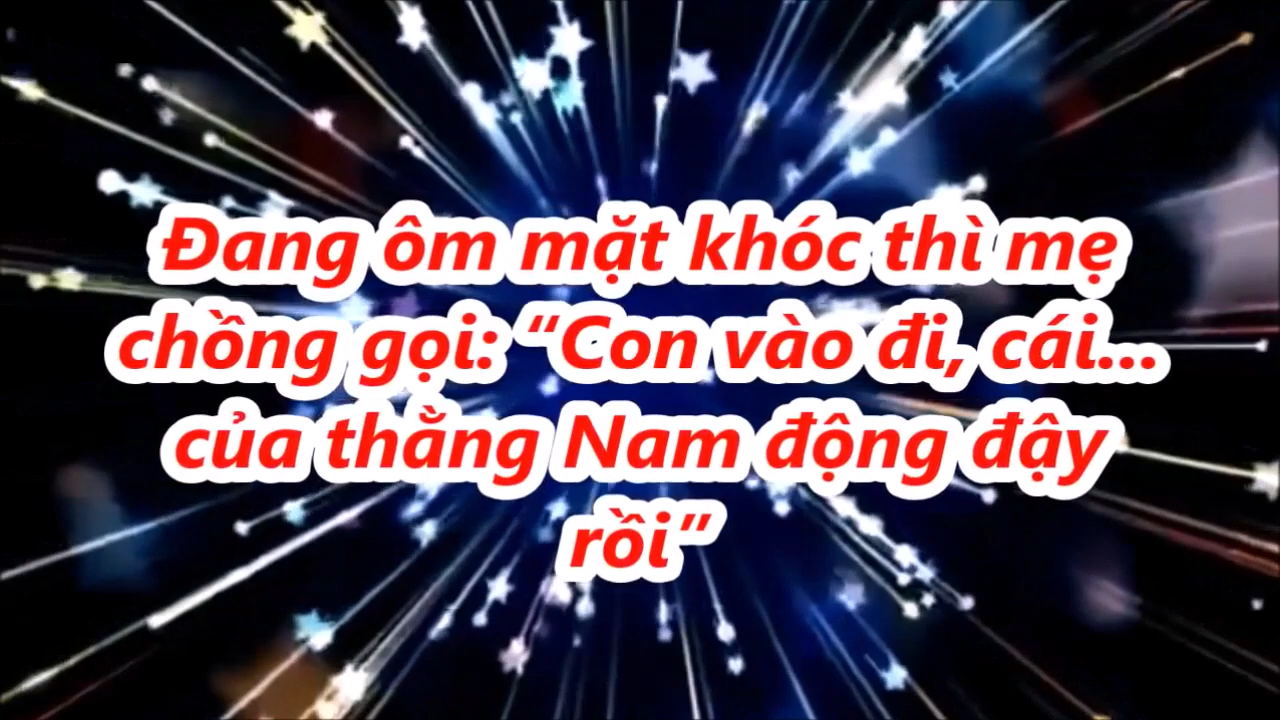 Đang ôm mặt khóc thì mẹ
chồng gọi: “Con vào đi, cái...
của thằng Nam động đậy
rồi”